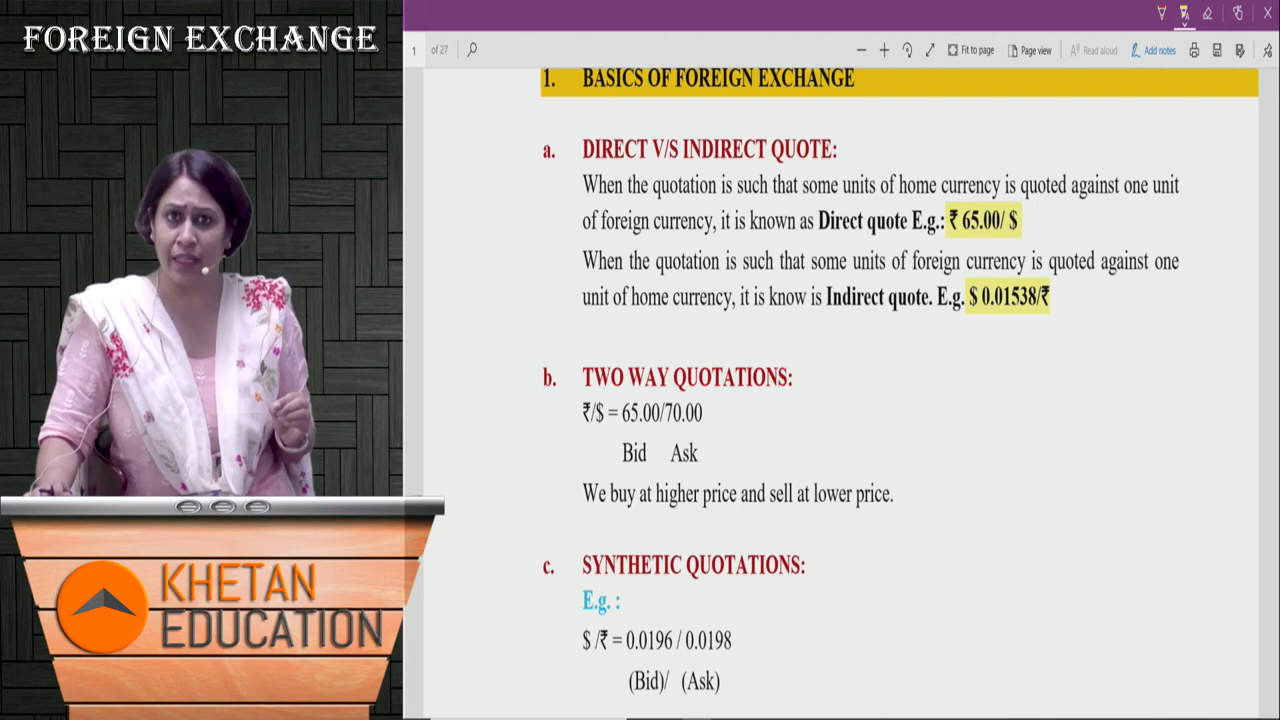 FOREIGN EXCHANGE
1 of 27
Fit to page
Page view
Read aloud
Add notes
1. BASICS OF FOREIGN EXCHANGE
a. DIRECT V/S INDIRECT QUOTE:
When the quotation is such that some units of home currency is quoted against one unit
of foreign currency, it is known as Direct quote E.g.: ₹ 65.00/ $
When the quotation is such that some units of foreign currency is quoted against one
unit of home currency, it is know is Indirect quote. E.g. $ 0.01538/₹
b. TWO WAY QUOTATIONS:
₹/$ = 65.00/70.00
Bid Ask
We buy at higher price and sell at lower price.
c. SYNTHETIC QUOTATIONS:
E.g. :
$ /₹ = 0.0196 / 0.0198
(Bid)/ (Ask)
KHETAN
EDUCATION